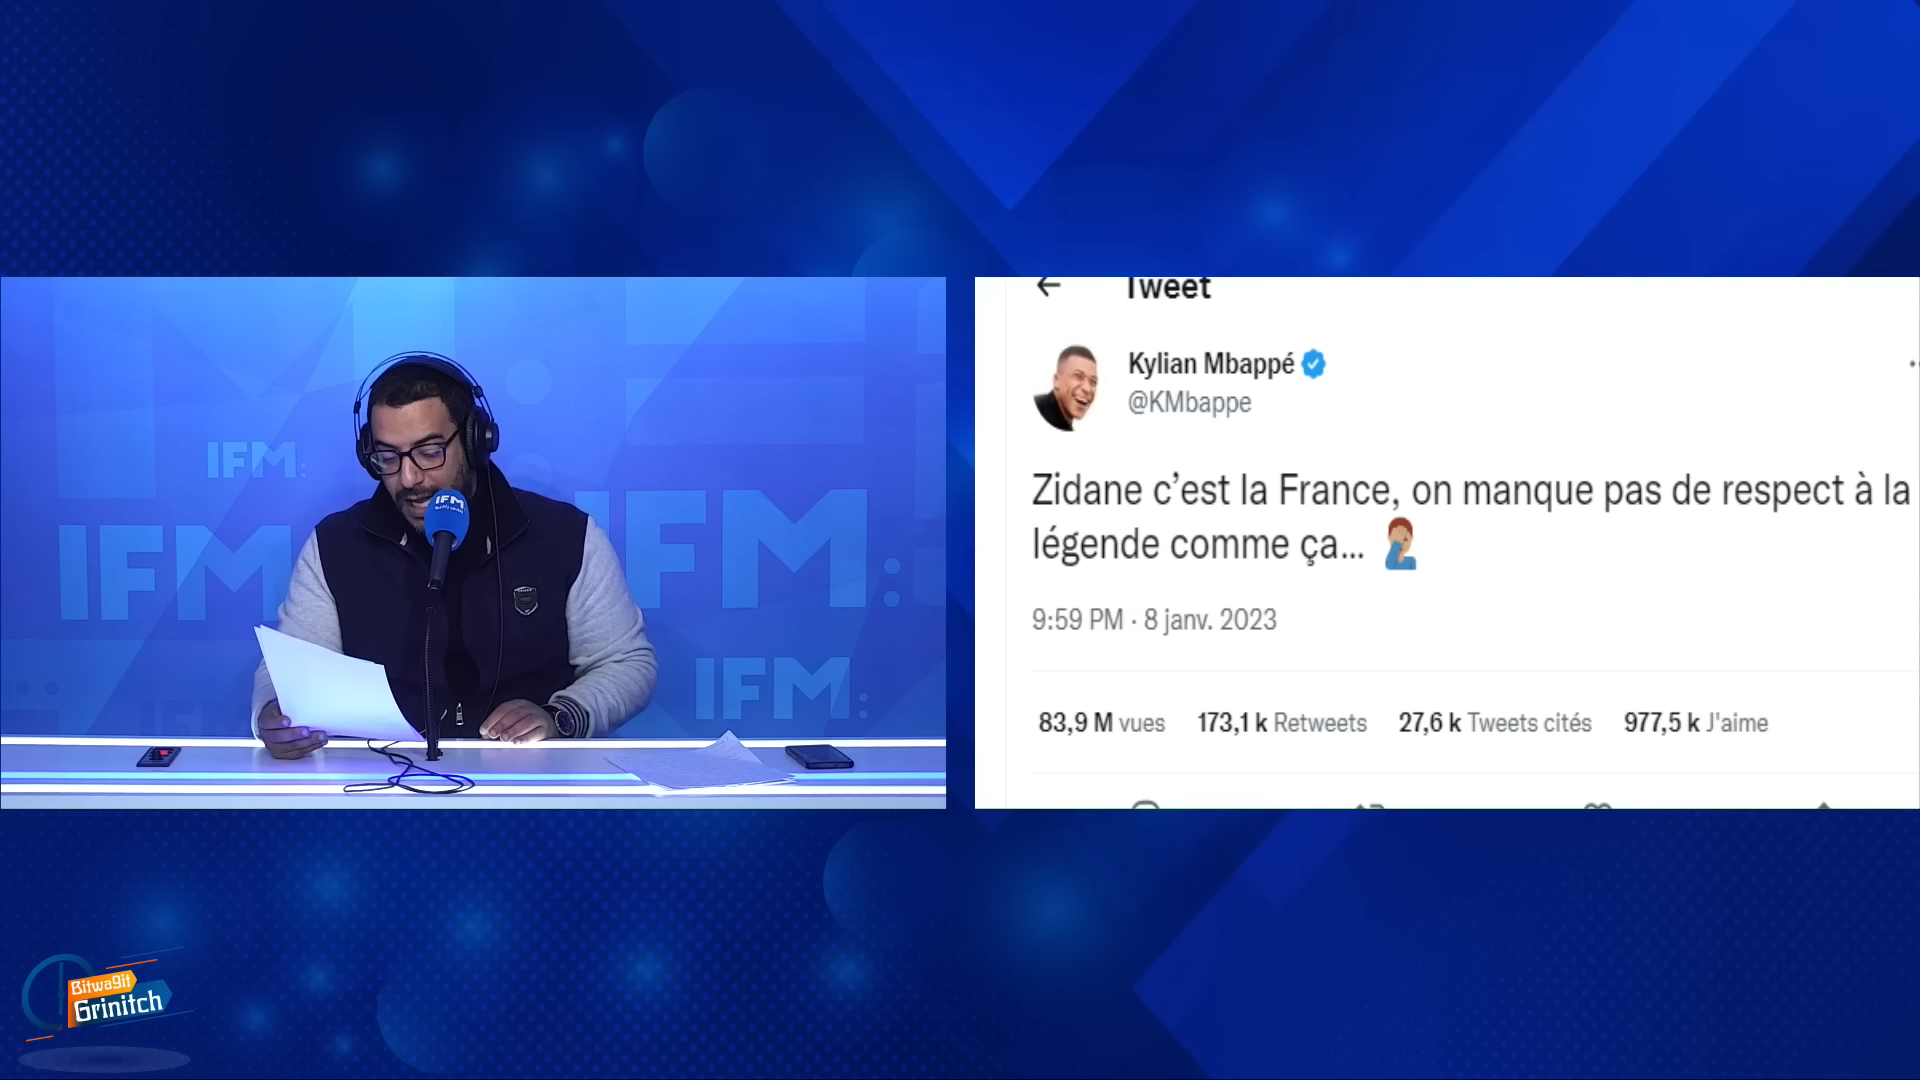 IFM:
IFM
IFM:
IFM:
IFM
Tweet
Kylian Mbappé
@KMbappe
Zidane c’est la France, on manque pas de respect à la
légende comme ça...
9:59 PM · 8 janv. 2023
83,9 M vues 173,1 k Retweets 27,6 k Tweets cités 977,5 k J'aime
Bitwa9it
Grinitch